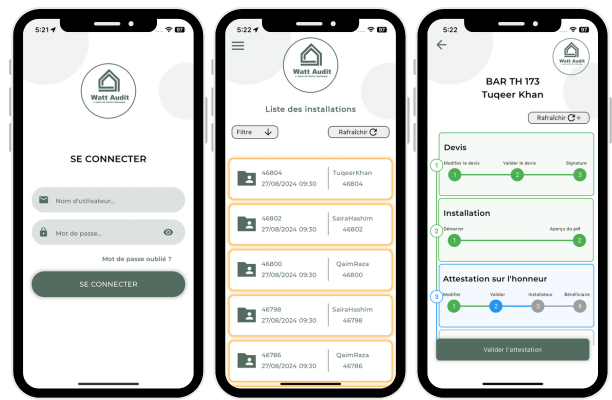 5:21
67
Watt Audit
SE CONNECTER
Nom d'utilisateur...
Mot de passe...
Mot de passe oublié ?
SE CONNECTER
5:22
67
Watt Audit
Liste des installations
Filtre
Rafraîchir
46804
27/08/2024 09:30
TuqeerKhan
46804
46802
27/08/2024 09:30
SairaHashim
46802
46800
27/08/2024 09:30
QaimRaza
46800
46798
27/08/2024 09:30
SairaHashim
46798
46786
27/08/2024 09:30
QaimRaza
46786
5:22
67
Watt Audit
BAR TH 173
Tuqeer Khan
Rafraîchir
Devis
Modifier le devis Valider le devis Signature
1
1 2 3
Installation
Démarrer Aperçu du pdf
2
1 2
Attestation sur l'honneur
Modifier Valider Installateur Bénéficiaire
3
1 2 3 4
Valider l'attestation